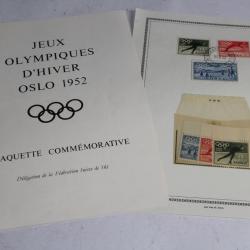 JEUX
OLYMPIQUES
D'HIVER
OSLO 1952
PLAQUETTE COMMÉMORATIVE
Délégation de la Fédération Suisse de Ski